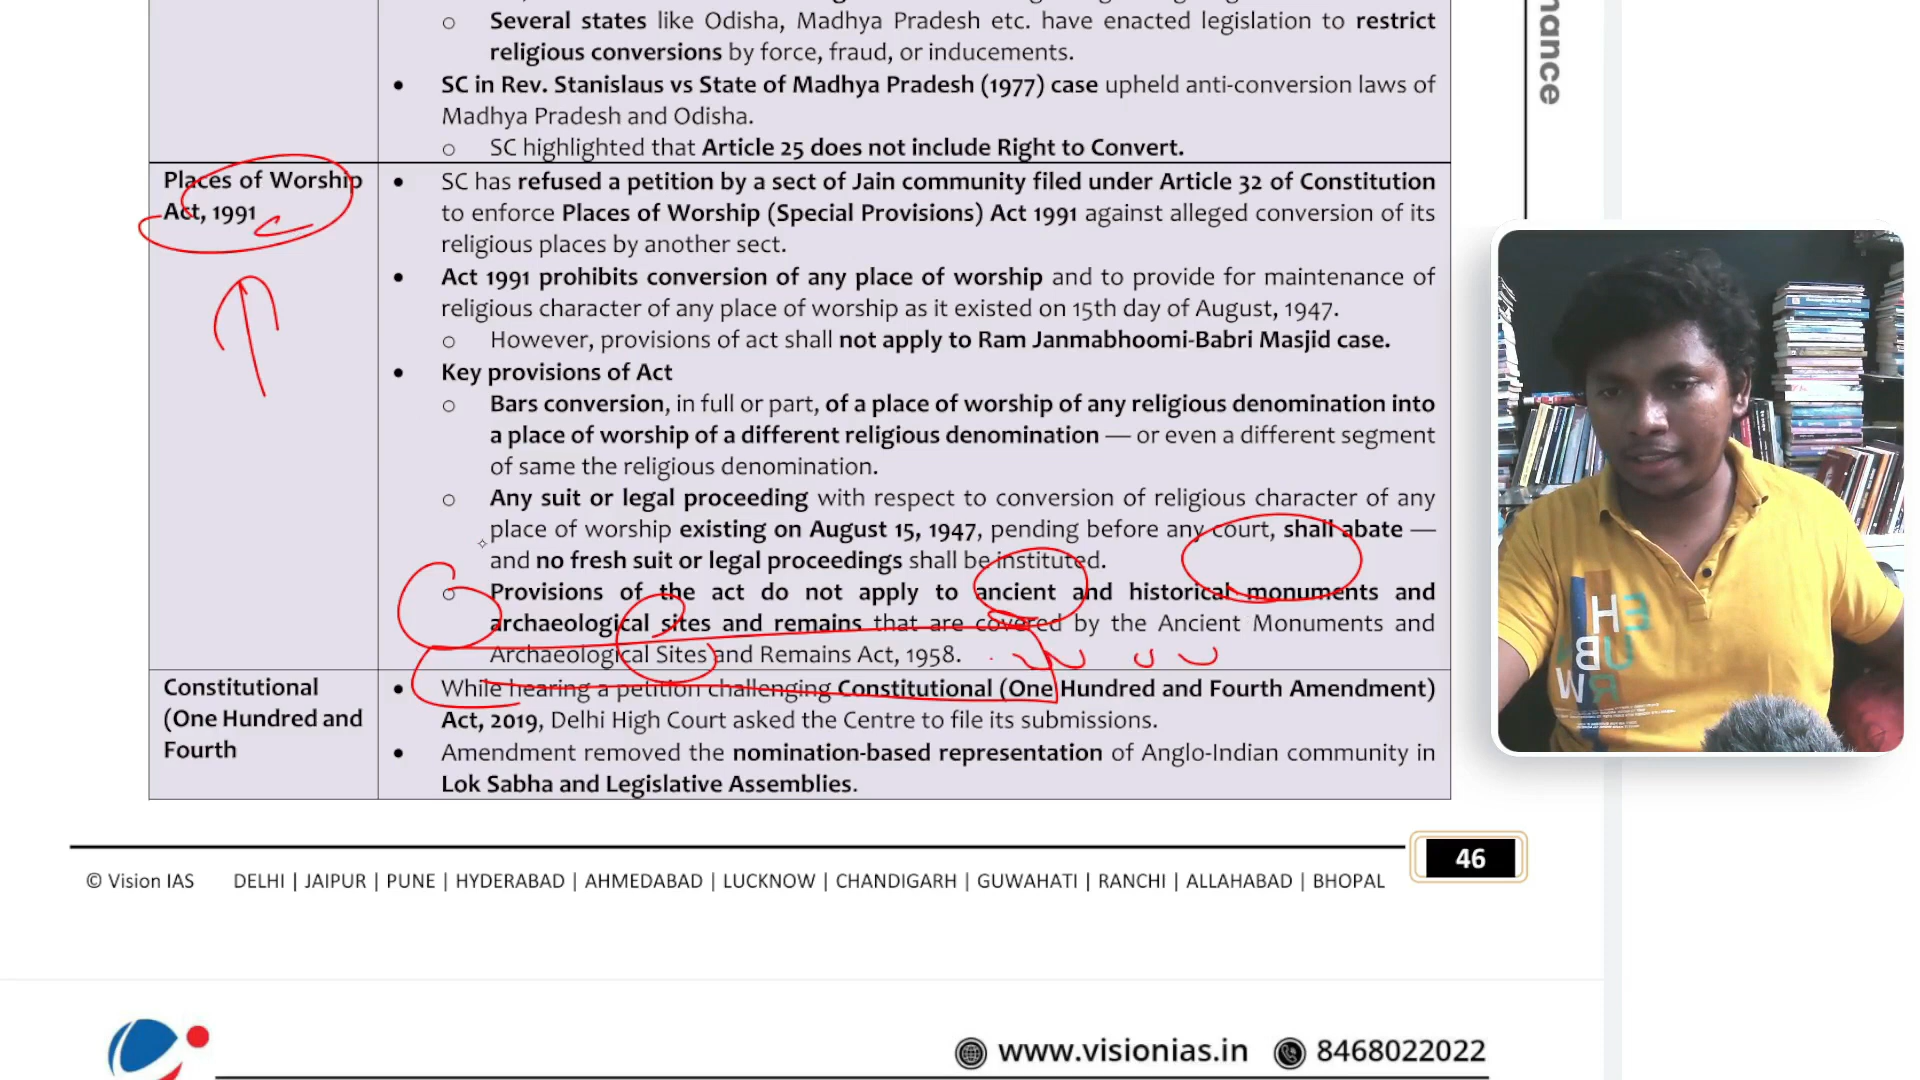 Several states like Odisha, Madhya Pradesh etc. have enacted legislation to restrict
religious conversions by force, fraud, or inducements.
SC in Rev. Stanislaus vs State of Madhya Pradesh (1977) case upheld anti-conversion laws of
Madhya Pradesh and Odisha.
SC highlighted that Article 25 does not include Right to Convert.
Places of Worship
Act, 1991
SC has refused a petition by a sect of Jain community filed under Article 32 of Constitution
to enforce Places of Worship (Special Provisions) Act 1991 against alleged conversion of its
religious places by another sect.
Act 1991 prohibits conversion of any place of worship and to provide for maintenance of
religious character of any place of worship as it existed on 15th day of August, 1947.
However, provisions of act shall not apply to Ram Janmabhoomi-Babri Masjid case.
Key provisions of Act
Bars conversion, in full or part, of a place of worship of any religious denomination into
a place of worship of a different religious denomination — or even a different segment
of same the religious denomination.
Any suit or legal proceeding with respect to conversion of religious character of any
place of worship existing on August 15, 1947, pending before any court, shall abate —
and no fresh suit or legal proceedings shall be instituted.
Provisions of the act do not apply to ancient and historical monuments and
archaeological sites and remains that are covered by the Ancient Monuments and
Archaeological Sites and Remains Act, 1958.
Constitutional
(One Hundred and
Fourth
While hearing a petition challenging Constitutional (One Hundred and Fourth Amendment)
Act, 2019, Delhi High Court asked the Centre to file its submissions.
Amendment removed the nomination-based representation of Anglo-Indian community in
Lok Sabha and Legislative Assemblies.
46
© Vision IAS
DELHI | JAIPUR | PUNE | HYDERABAD | AHMEDABAD | LUCKNOW | CHANDIGARH | GUWAHATI | RANCHI | ALLAHABAD | BHOPAL
www.visionias.in
8468022022